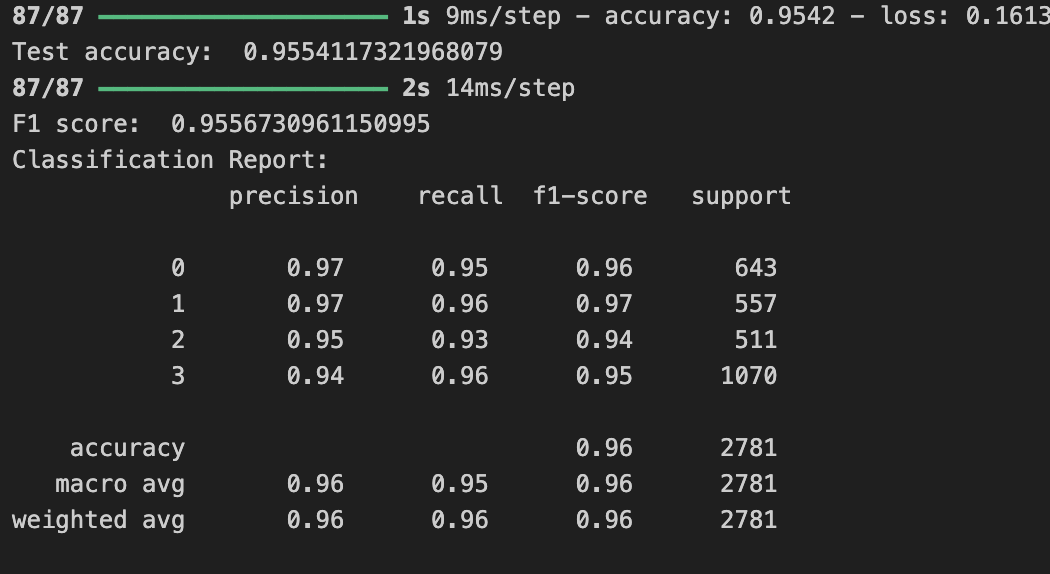 87/87 ━━━━━━━━━━━━━━━━━━━━ 1s 9ms/step – accuracy: 0.9542 – loss: 0.1613
Test accuracy:  0.9554117321968079
87/87 ━━━━━━━━━━━━━━━━━━━━ 2s 14ms/step
F1 score:  0.9556730961150995
Classification Report:
              precision    recall  f1-score   support
           0       0.97      0.95      0.96       643
           1       0.97      0.96      0.97       557
           2       0.95      0.93      0.94       511
           3       0.94      0.96      0.95      1070
    accuracy                           0.96      2781
   macro avg       0.96      0.95      0.96      2781
weighted avg       0.96      0.96      0.96      2781